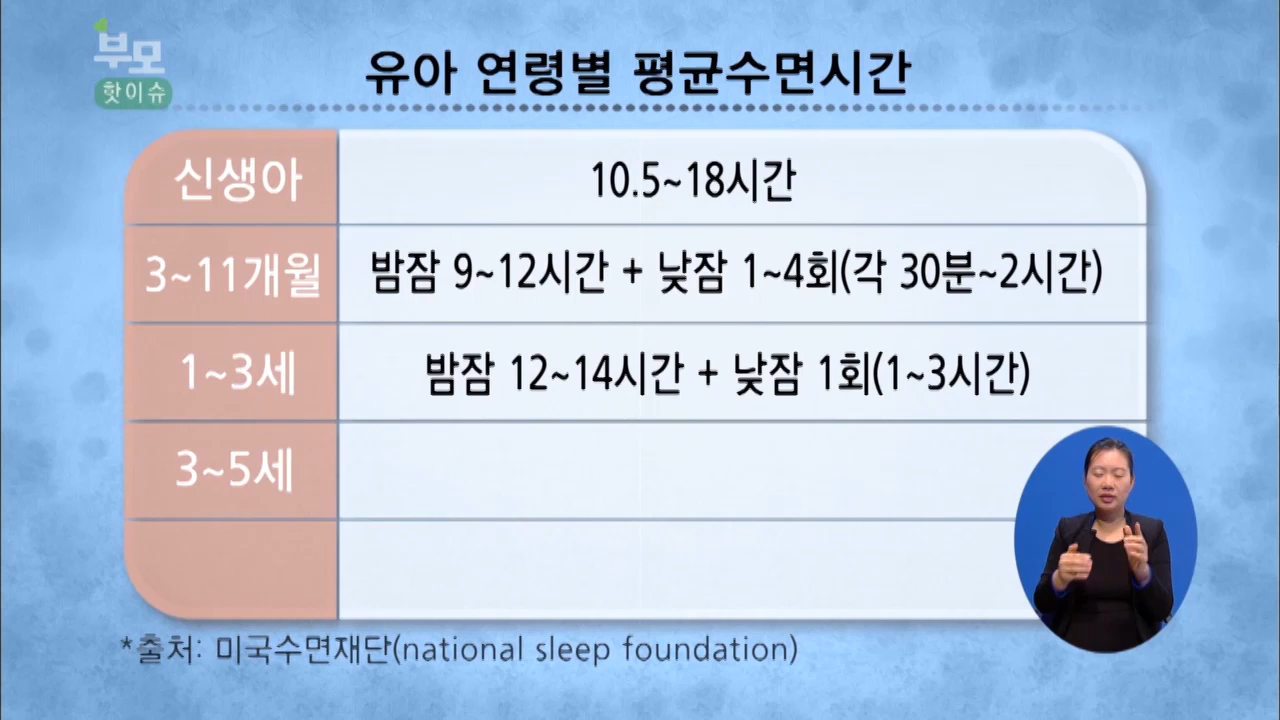 부모
핫이슈
유아 연령별 평균수면시간
신생아 10.5~18시간
3~11개월 밤잠 9~12시간 + 낮잠 1~4회(각 30분~2시간)
1~3세 밤잠 12~14시간 + 낮잠 1회(1~3시간)
3~5세
*출처: 미국수면재단(national sleep foundation)